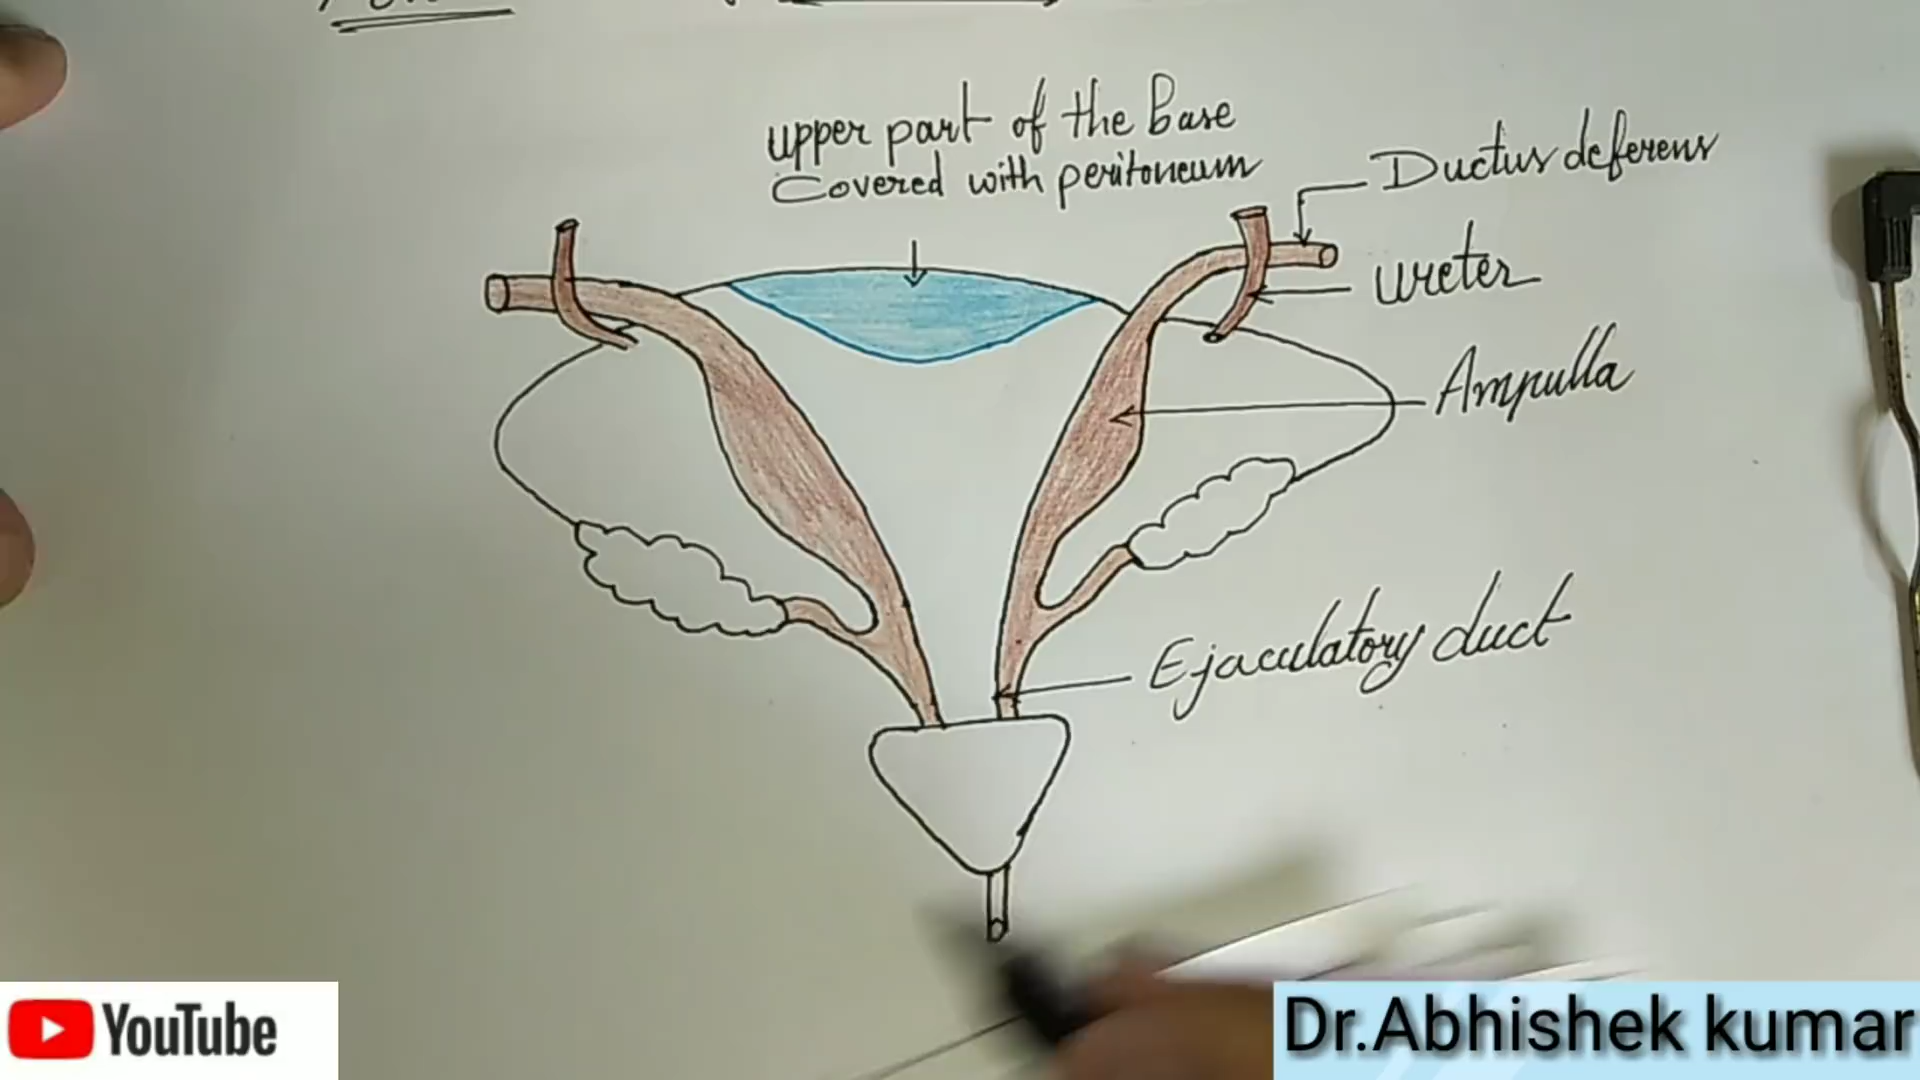 upper part of the Base
Covered with peritoneum
Ductus deferens
Ureter
Ampulla
Ejaculatory duct
YouTube
Dr.Abhishek kumar